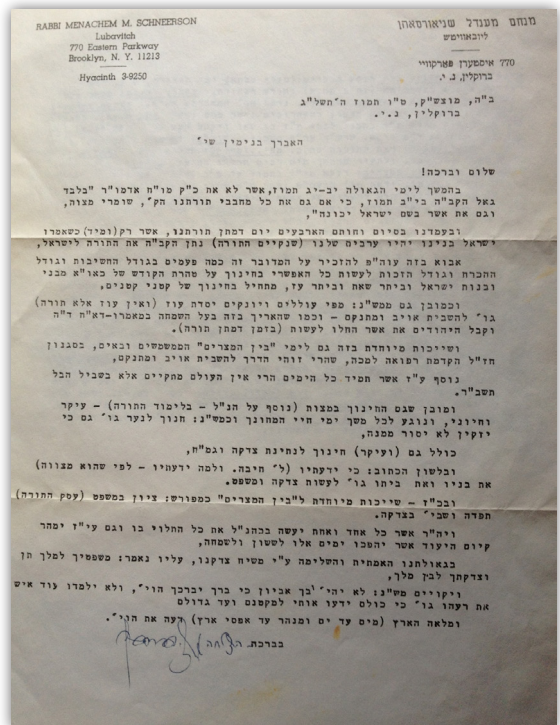 RABBI MENACHEM M. SCHNEERSON
Lubavitch
770 Eastern Parkway
Brooklyn, N. Y. 11213
Hyacinth 3-9250
מנחם מענדל שניאורסאהן
ליובאוויטש
770 איסטערן פארקוויי
ברוקלין, נ. י.
ב"ה, מוצש"ק, ט"ו תמוז ה'תשל"ג
ברוקלין, נ.י.
האברך בנימין שי'
שלום וברכה!
בהמשך לימי הגאולה יב-יג תמוז, אשר לא את כ"ק מו"ח אדמו"ר "בלבד
גאל הקב"ה בי"ב תמוז, כי אם גם את כל מחבבי תורתנו הק', שומרי מצוה,
וגם את אשר בשם ישראל יכונה",
ובעמדנו בסיום וחותם הארבעים יום דמתן תורתנו, אשר רק (ומיד) כשאמרו
ישראל בנינו יהיו ערבים שלנו (שנקיים התורה) נתן הקב"ה את התורה לישראל,
אבוא בזה עוה"פ להזכיר על המדובר זה כמה פעמים בגודל החשיבות וגודל
ההכרח וגודל הזכות לעשות כל האפשרי בחינוך על טהרת הקודש של כאו"א מבני
ובנות ישראל וביתר שאת וביתר עז, מתחיל בחינוך של קטני קטנים,
וכמובן גם ממש"נ: מפי עוללים ויונקים יסדת עוז (ואין עוז אלא תורה)
גו' להשבית אויב ומתנקם - וכמו שהאריך בזה בעל השמחה במאמרו-דא"ח ד"ה
וקבל היהודים את אשר החלו לעשות (בזמן דמתן תורה).
ושייכות מיוחדת בזה גם לימי "בין המצרים" הממשמשים ובאים, בסגנון
חז"ל הקדמת רפואה למכה, שהרי זוהי הדרך להשבית אויב ומתנקם,
נוסף ע"ז אשר תמיד כל הימים הרי אין העולם מתקיים אלא בשביל הבל
תשב"ר.
ומובן שגם החינוך במצות (נוסף על הנ"ל - בלימוד התורה) - עיקר
וחיוני, ונוגע לכל משך ימי חיי המחונך וכמש"נ: חנוך לנער גו' גם כי
יזקין לא יסור ממנה,
כולל גם (ועיקר) חינוך לנתינת צדקה וגמ"ח,
ובלשון הכתוב: כי ידעתיו (ל' חיבה. ולמה ידעתיו - לפי שהוא מצווה)
את בניו ואת ביתו גו' לעשות צדקה ומשפט.
ובכ"ז - שייכות מיוחדת ל"בין המצרים" כמפורש: ציון במשפט (עסק התורה)
תפדה ושבי' בצדקה.
ויה"ר אשר כל אחד ואחת יעשה בכהנ"ל את כל התלוי בו וגם עי"ז ימהר
קיום היעוד אשר יהפכו ימים אלו לששון ולשמחה,
בגאולתנו האמתית והשלימה ע"י משיח צדקנו, עליו נאמר: משפטיך למלך תן
וצדקתך לבן מלך,
ויקויים מש"נ: לא יהי' בך אביון כי ברך יברכך הוי', ולא ילמדו עוד איש
את רעהו גו' כי כולם ידעו אותי למקטנם ועד גדולם
ומלאה הארץ (מים עד ים ומנהר עד אפסי ארץ) דעה את הוי'.
בברכת הצלחה